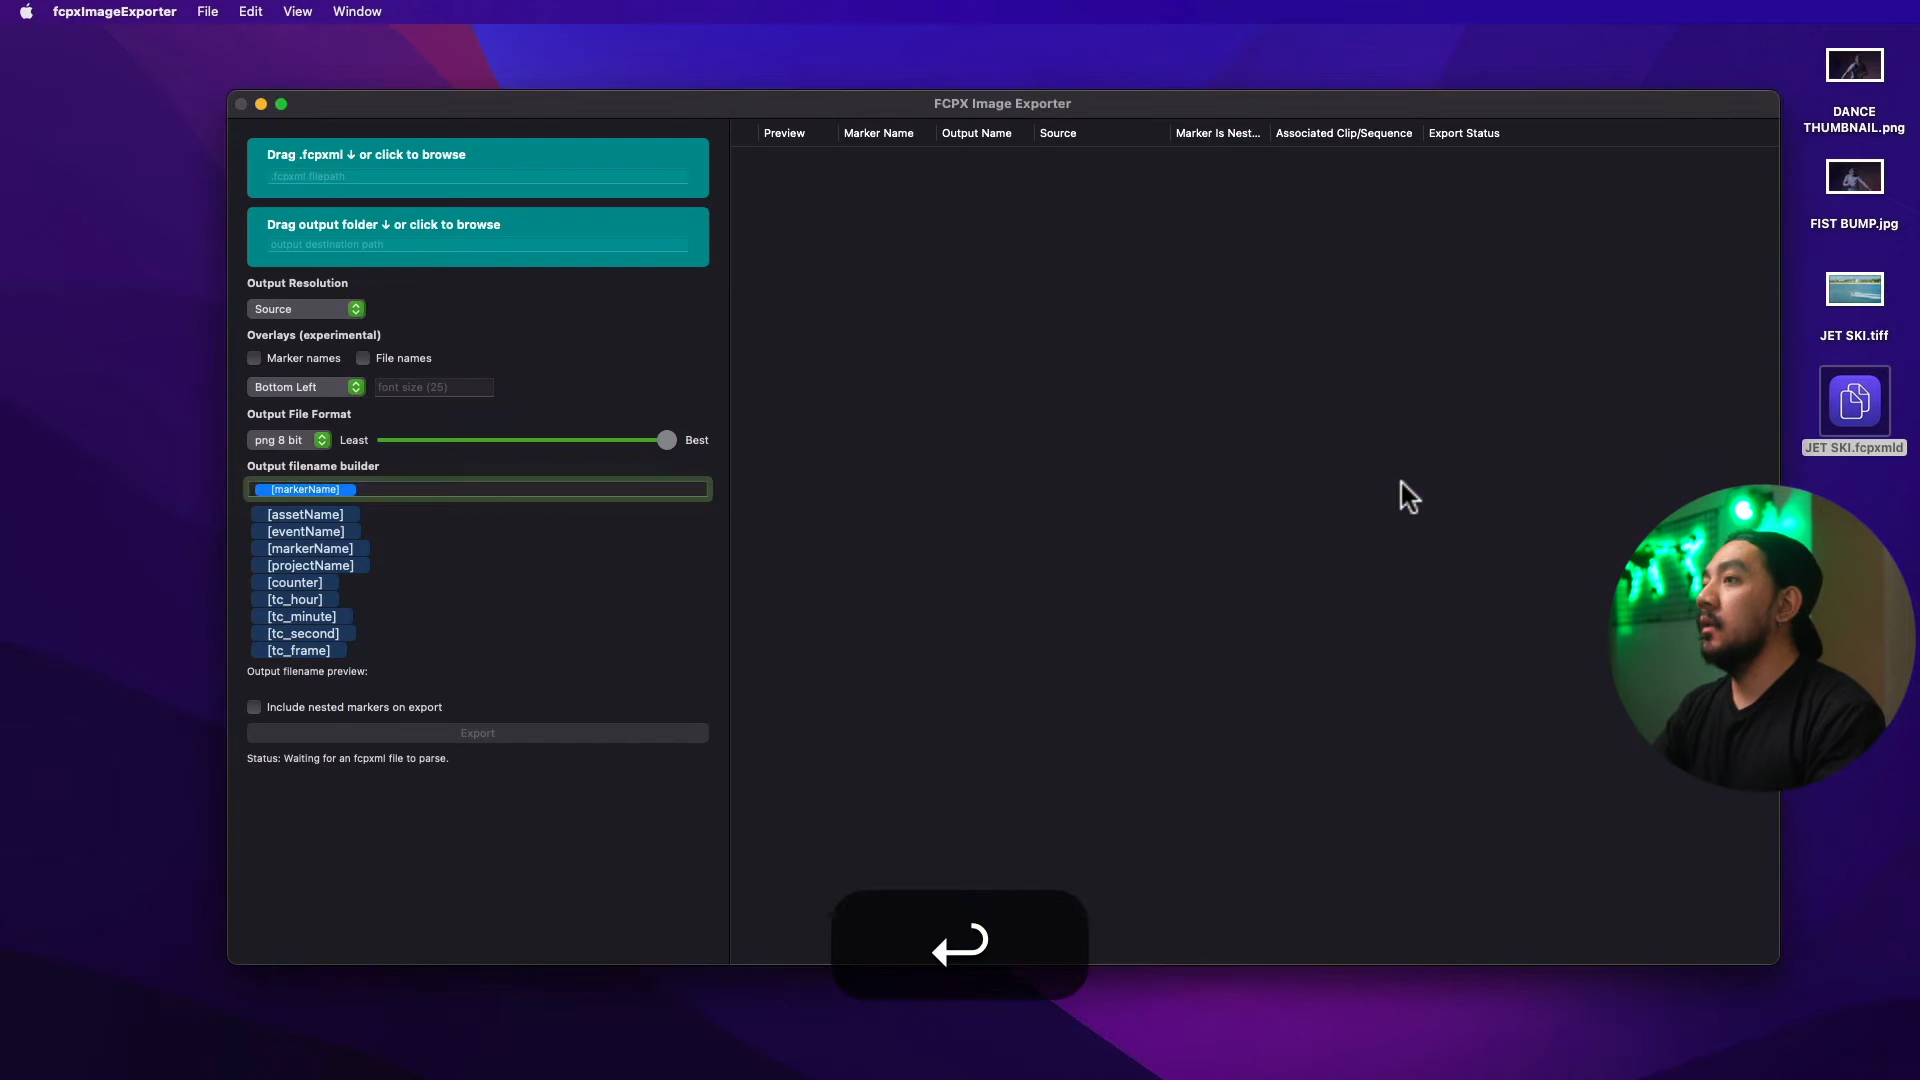 fcpxImageExporter File Edit View Window
FCPX Image Exporter
Drag .fcpxml ↓ or click to browse
.fcpxml filepath
Drag output folder ↓ or click to browse
output destination path
Output Resolution
Source
Overlays (experimental)
Marker names File names
Bottom Left font size (25)
Output File Format
png 8 bit Least Best
Output filename builder
[markerName]
[assetName]
[eventName]
[markerName]
[projectName]
[counter]
[tc_hour]
[tc_minute]
[tc_second]
[tc_frame]
Output filename preview:
Include nested markers on export
Export
Status: Waiting for an fcpxml file to parse.
Preview Marker Name Output Name Source Marker Is Nest... Associated Clip/Sequence Export Status
DANCE
THUMBNAIL.png
FIST BUMP.jpg
JET SKI.tiff
JET SKI.fcpxmld